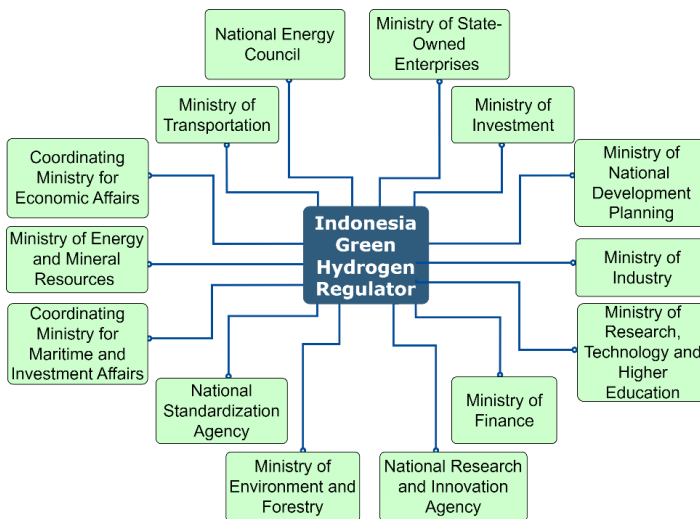 National Energy
Council
Ministry of State-
Owned
Enterprises
Ministry of
Transportation
Ministry of
Investment
Coordinating
Ministry for
Economic Affairs
Ministry of
National
Development
Planning
Indonesia
Green
Hydrogen
Regulator
Ministry of Energy
and Mineral
Resources
Ministry of
Industry
Coordinating
Ministry for
Maritime and
Investment Affairs
Ministry of
Research,
Technology and
Higher
Education
National
Standardization
Agency
Ministry of
Finance
Ministry of
Environment and
Forestry
National Research
and Innovation
Agency